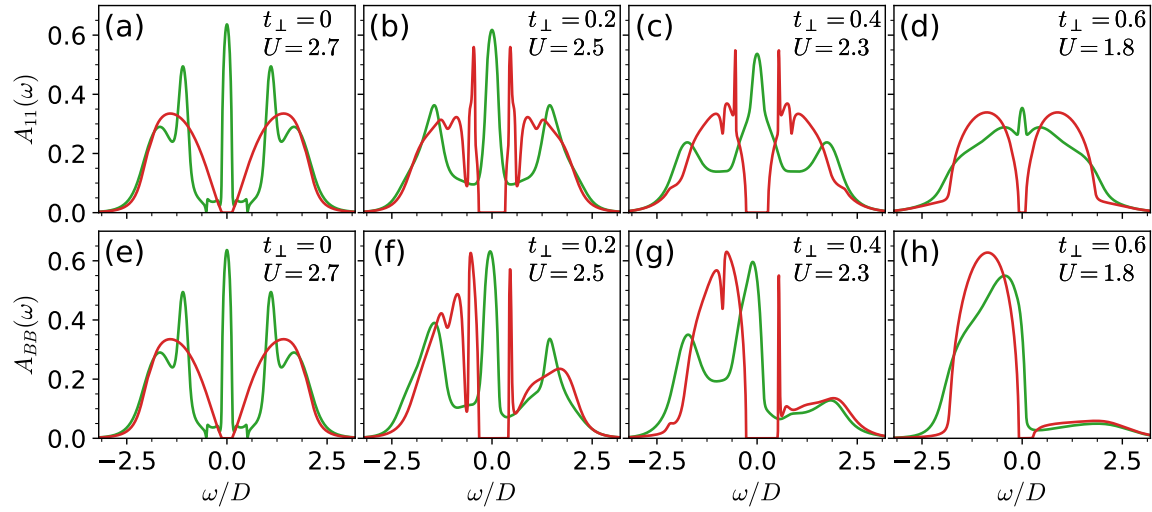 (a) t⊥ = 0
U = 2.7
(b) t⊥ = 0.2
U = 2.5
(c) t⊥ = 0.4
U = 2.3
(d) t⊥ = 0.6
U = 1.8
A₁₁(ω)
0.6
0.4
0.2
0.0
(e) t⊥ = 0
U = 2.7
(f) t⊥ = 0.2
U = 2.5
(g) t⊥ = 0.4
U = 2.3
(h) t⊥ = 0.6
U = 1.8
A_BB(ω)
0.6
0.4
0.2
0.0
−2.5 0.0 2.5
−2.5 0.0 2.5
−2.5 0.0 2.5
−2.5 0.0 2.5
ω/D
ω/D
ω/D
ω/D